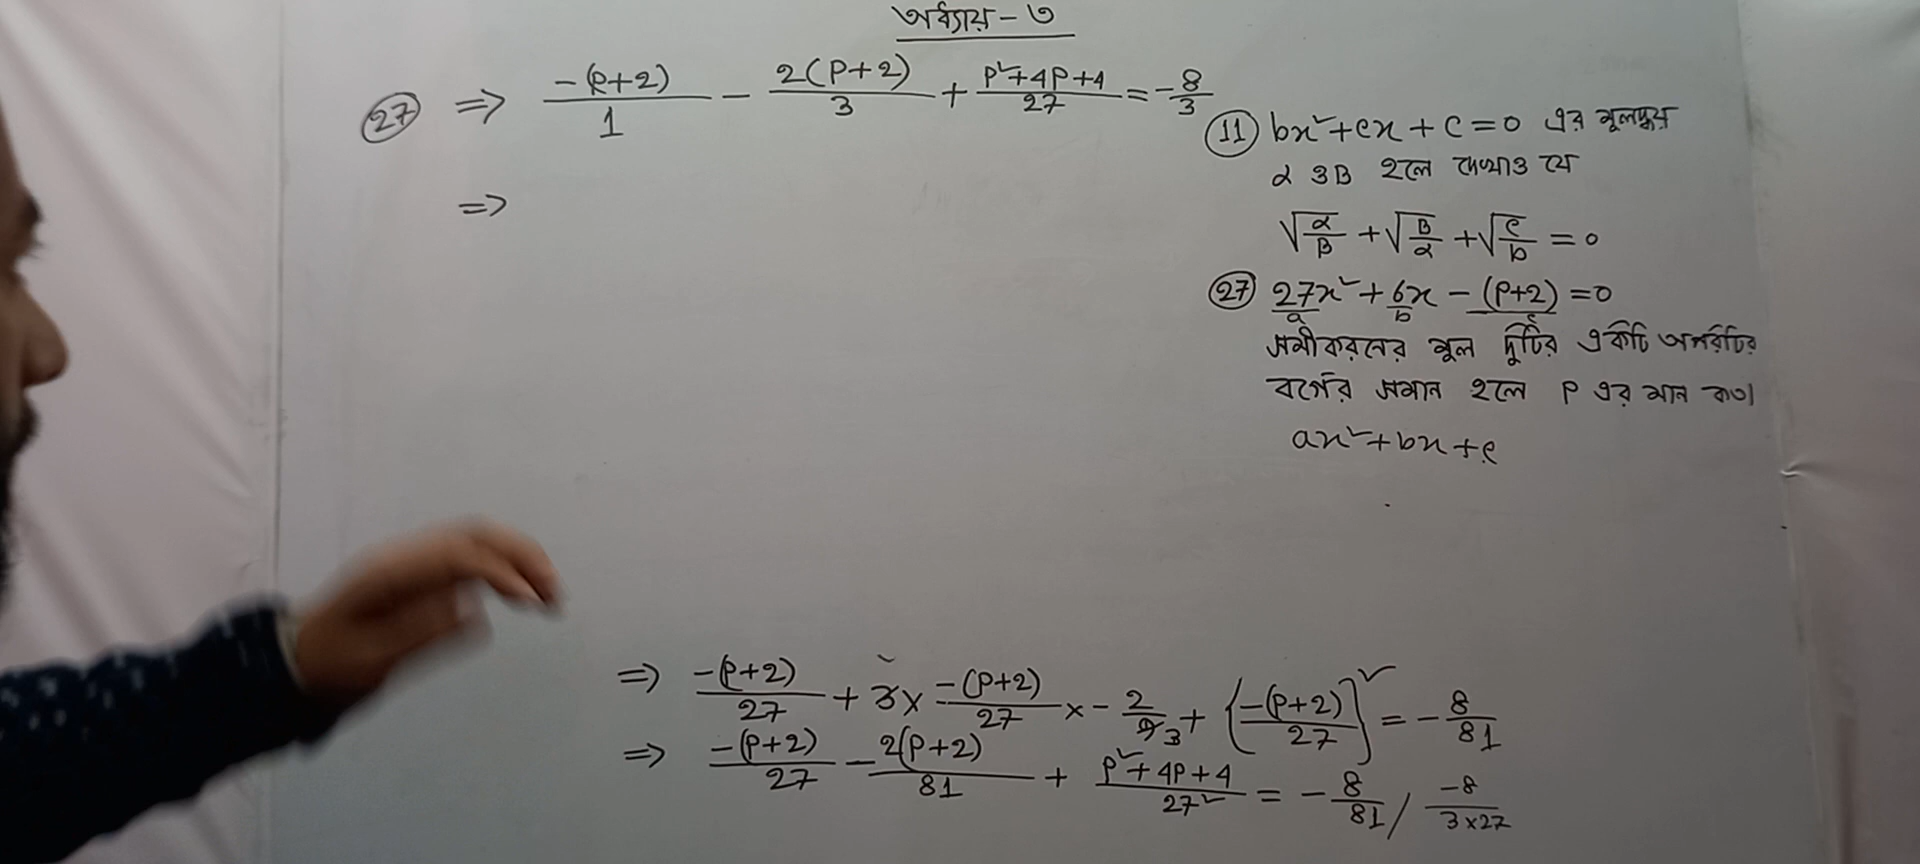 অধ্যায় - ৩
(27) => -(P+2)/1 - 2(P+2)/3 + P²+4P+4/27 = -8/3
=>
(11) bx²+cx+c=0 এর মূলদ্বয়
α ও β হলে দেখাও যে
√α/β + √β/α + √c/b = 0
(27) 27x²+6x-(P+2)=0
a b c
সমীকরনের মূল দুটির একটি অপরটির
বর্গের সমান হলে P এর মান কত।
ax²+bx+c
=> -(P+2)/27 + 3× -(P+2)/27 × -2/9 3 + {-(P+2)/27}² = -8/81
=> -(P+2)/27 - 2(P+2)/81 + P²+4P+4/27² = -8/81 / -8/3×27